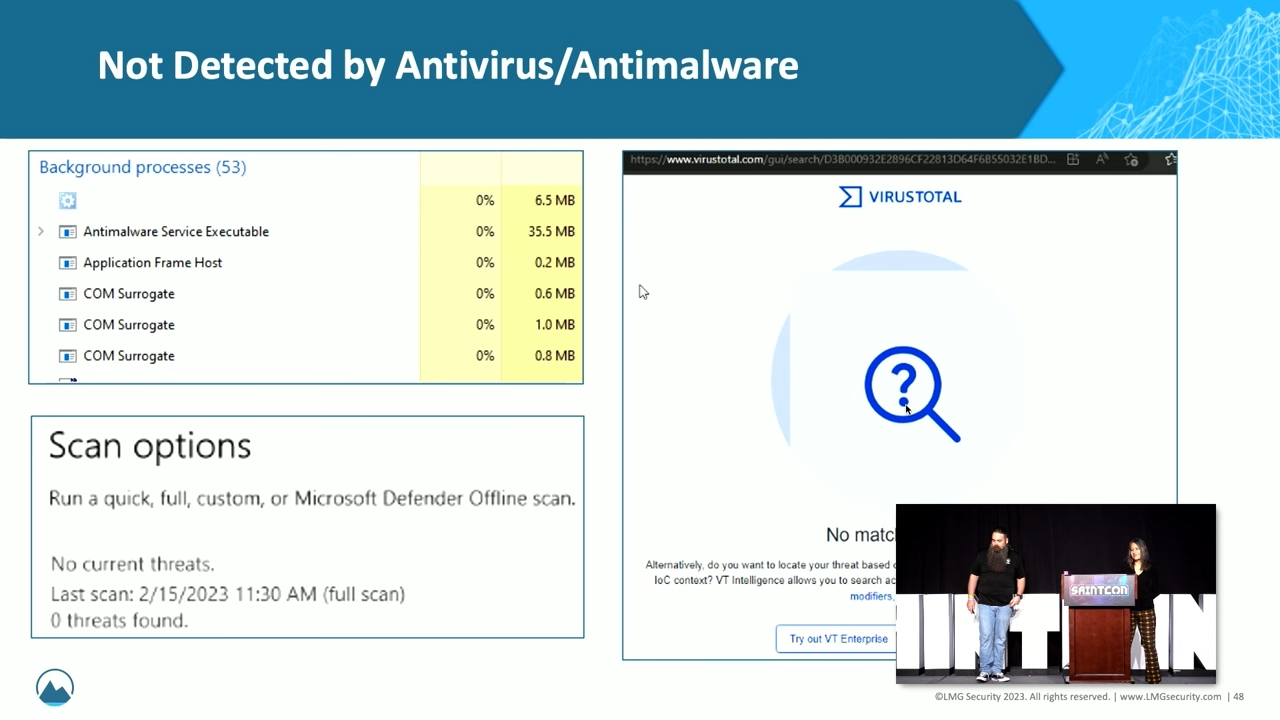 Not Detected by Antivirus/Antimalware
Background processes (53)
0% 6.5 MB
Antimalware Service Executable 0% 35.5 MB
Application Frame Host 0% 0.2 MB
COM Surrogate 0% 0.6 MB
COM Surrogate 0% 1.0 MB
COM Surrogate 0% 0.8 MB
Scan options
Run a quick, full, custom, or Microsoft Defender Offline scan.
No current threats.
Last scan: 2/15/2023 11:30 AM (full scan)
0 threats found.
https://www.virustotal.com/gui/search/D3B000932E2896CF22813D64F6B55032E1BD...
VIRUSTOTAL
?
No matc
Alternatively, do you want to locate your threat based
IoC context? VT Intelligence allows you to search
modifiers,
Try out VT Enterprise
SAINTCON
©LMG Security 2023. All rights reserved. | www.LMGsecurity.com | 48